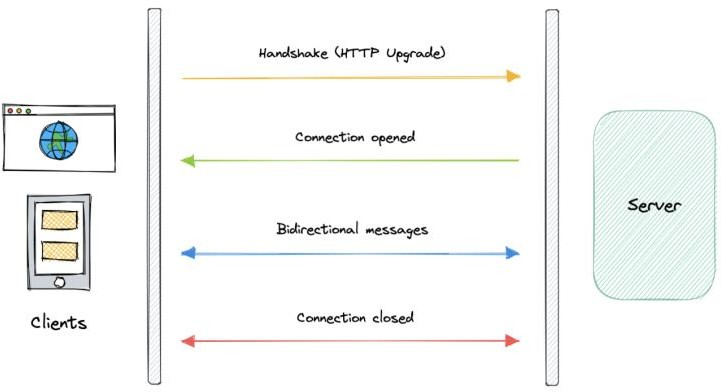 Handshake (HTTP Upgrade)
Connection opened
Bidirectional messages
Connection closed
Clients
Server